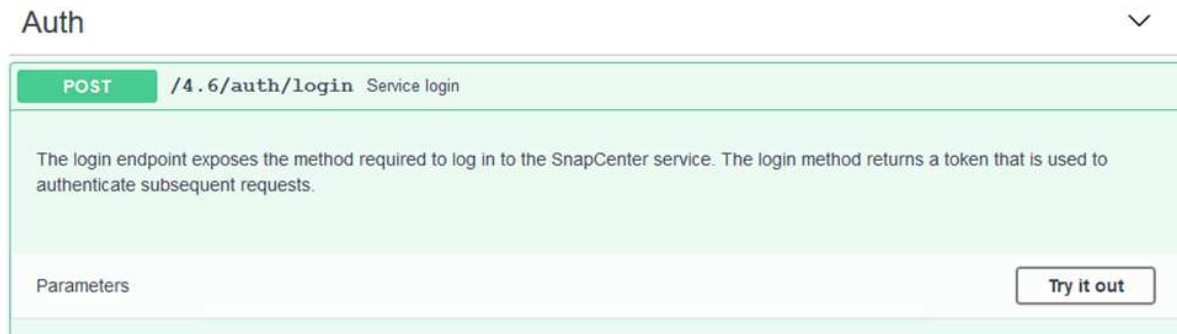 Auth
POST /4.6/auth/login Service login
The login endpoint exposes the method required to log in to the SnapCenter service. The login method returns a token that is used to
authenticate subsequent requests.
Parameters Try it out